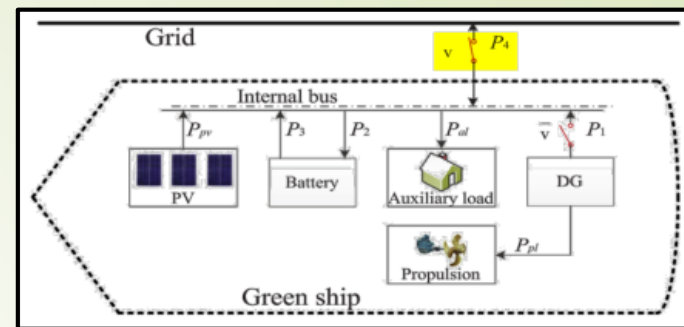 Grid
v P4
Internal bus
Ppv P3 P2 Pal v̅ P1
PV
Battery
Auxiliary load
DG
Ppl
Propulsion
Green ship